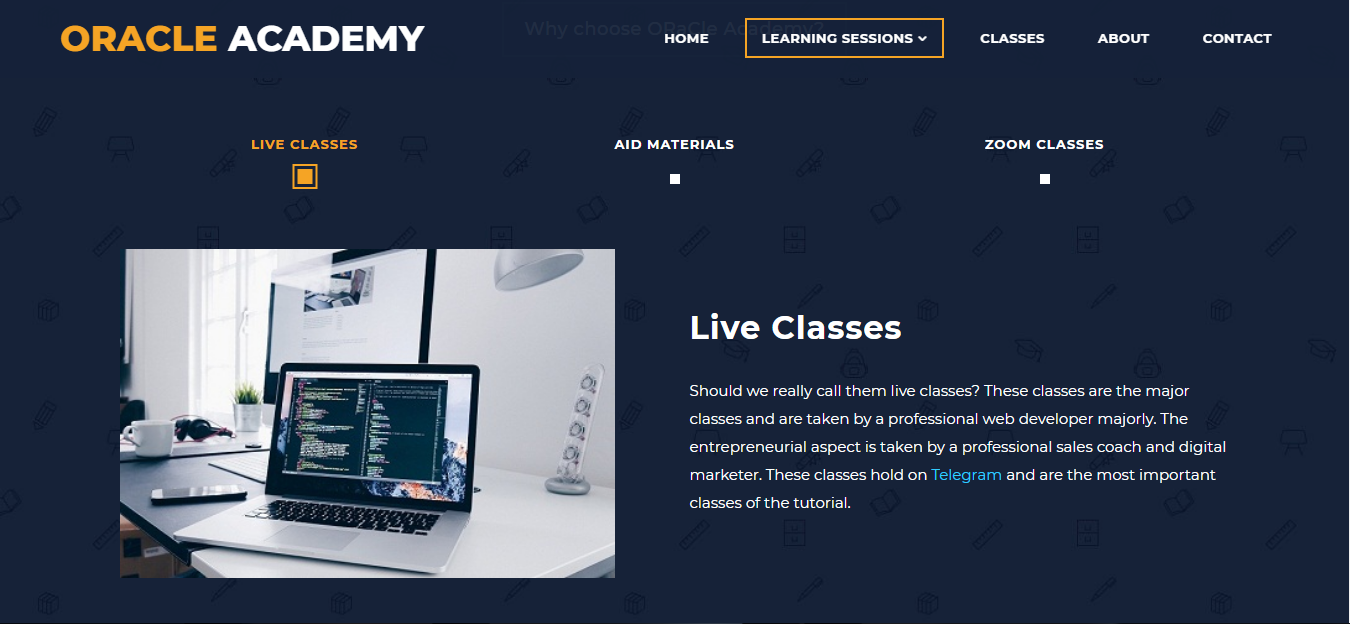 Why choose ORaCle Academy?
ORACLE ACADEMY
HOME
LEARNING SESSIONS
CLASSES
ABOUT
CONTACT
LIVE CLASSES
AID MATERIALS
ZOOM CLASSES
Live Classes
Should we really call them live classes? These classes are the major
classes and are taken by a professional web developer majorly. The
entrepreneurial aspect is taken by a professional sales coach and digital
marketer. These classes hold on Telegram and are the most important
classes of the tutorial.